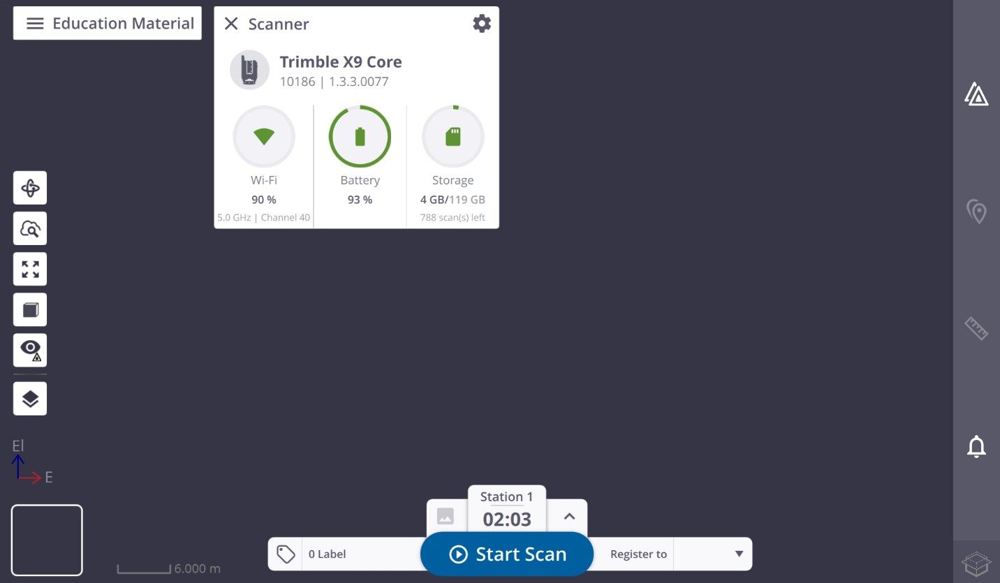 Education Material
Scanner
Trimble X9 Core
10186 | 1.3.3.0077
Wi-Fi
90 %
5.0 GHz | Channel 40
Battery
93 %
Storage
4 GB/119 GB
788 scan(s) left
El
E
6.000 m
Station 1
02:03
0 Label
Start Scan
Register to